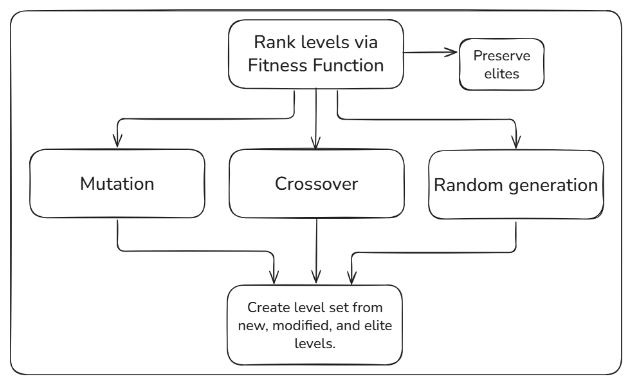 Rank levels via
Fitness Function
Preserve
elites
Mutation
Crossover
Random generation
Create level set from
new, modified, and elite
levels.